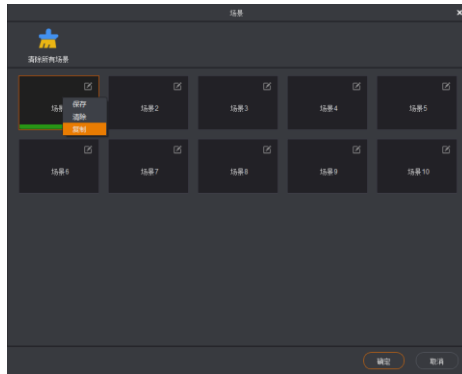 场景
清除所有场景
场景
场景2
场景3
场景4
场景5
保存
清除
复制
场景6
场景7
场景8
场景9
场景10
确定
取消